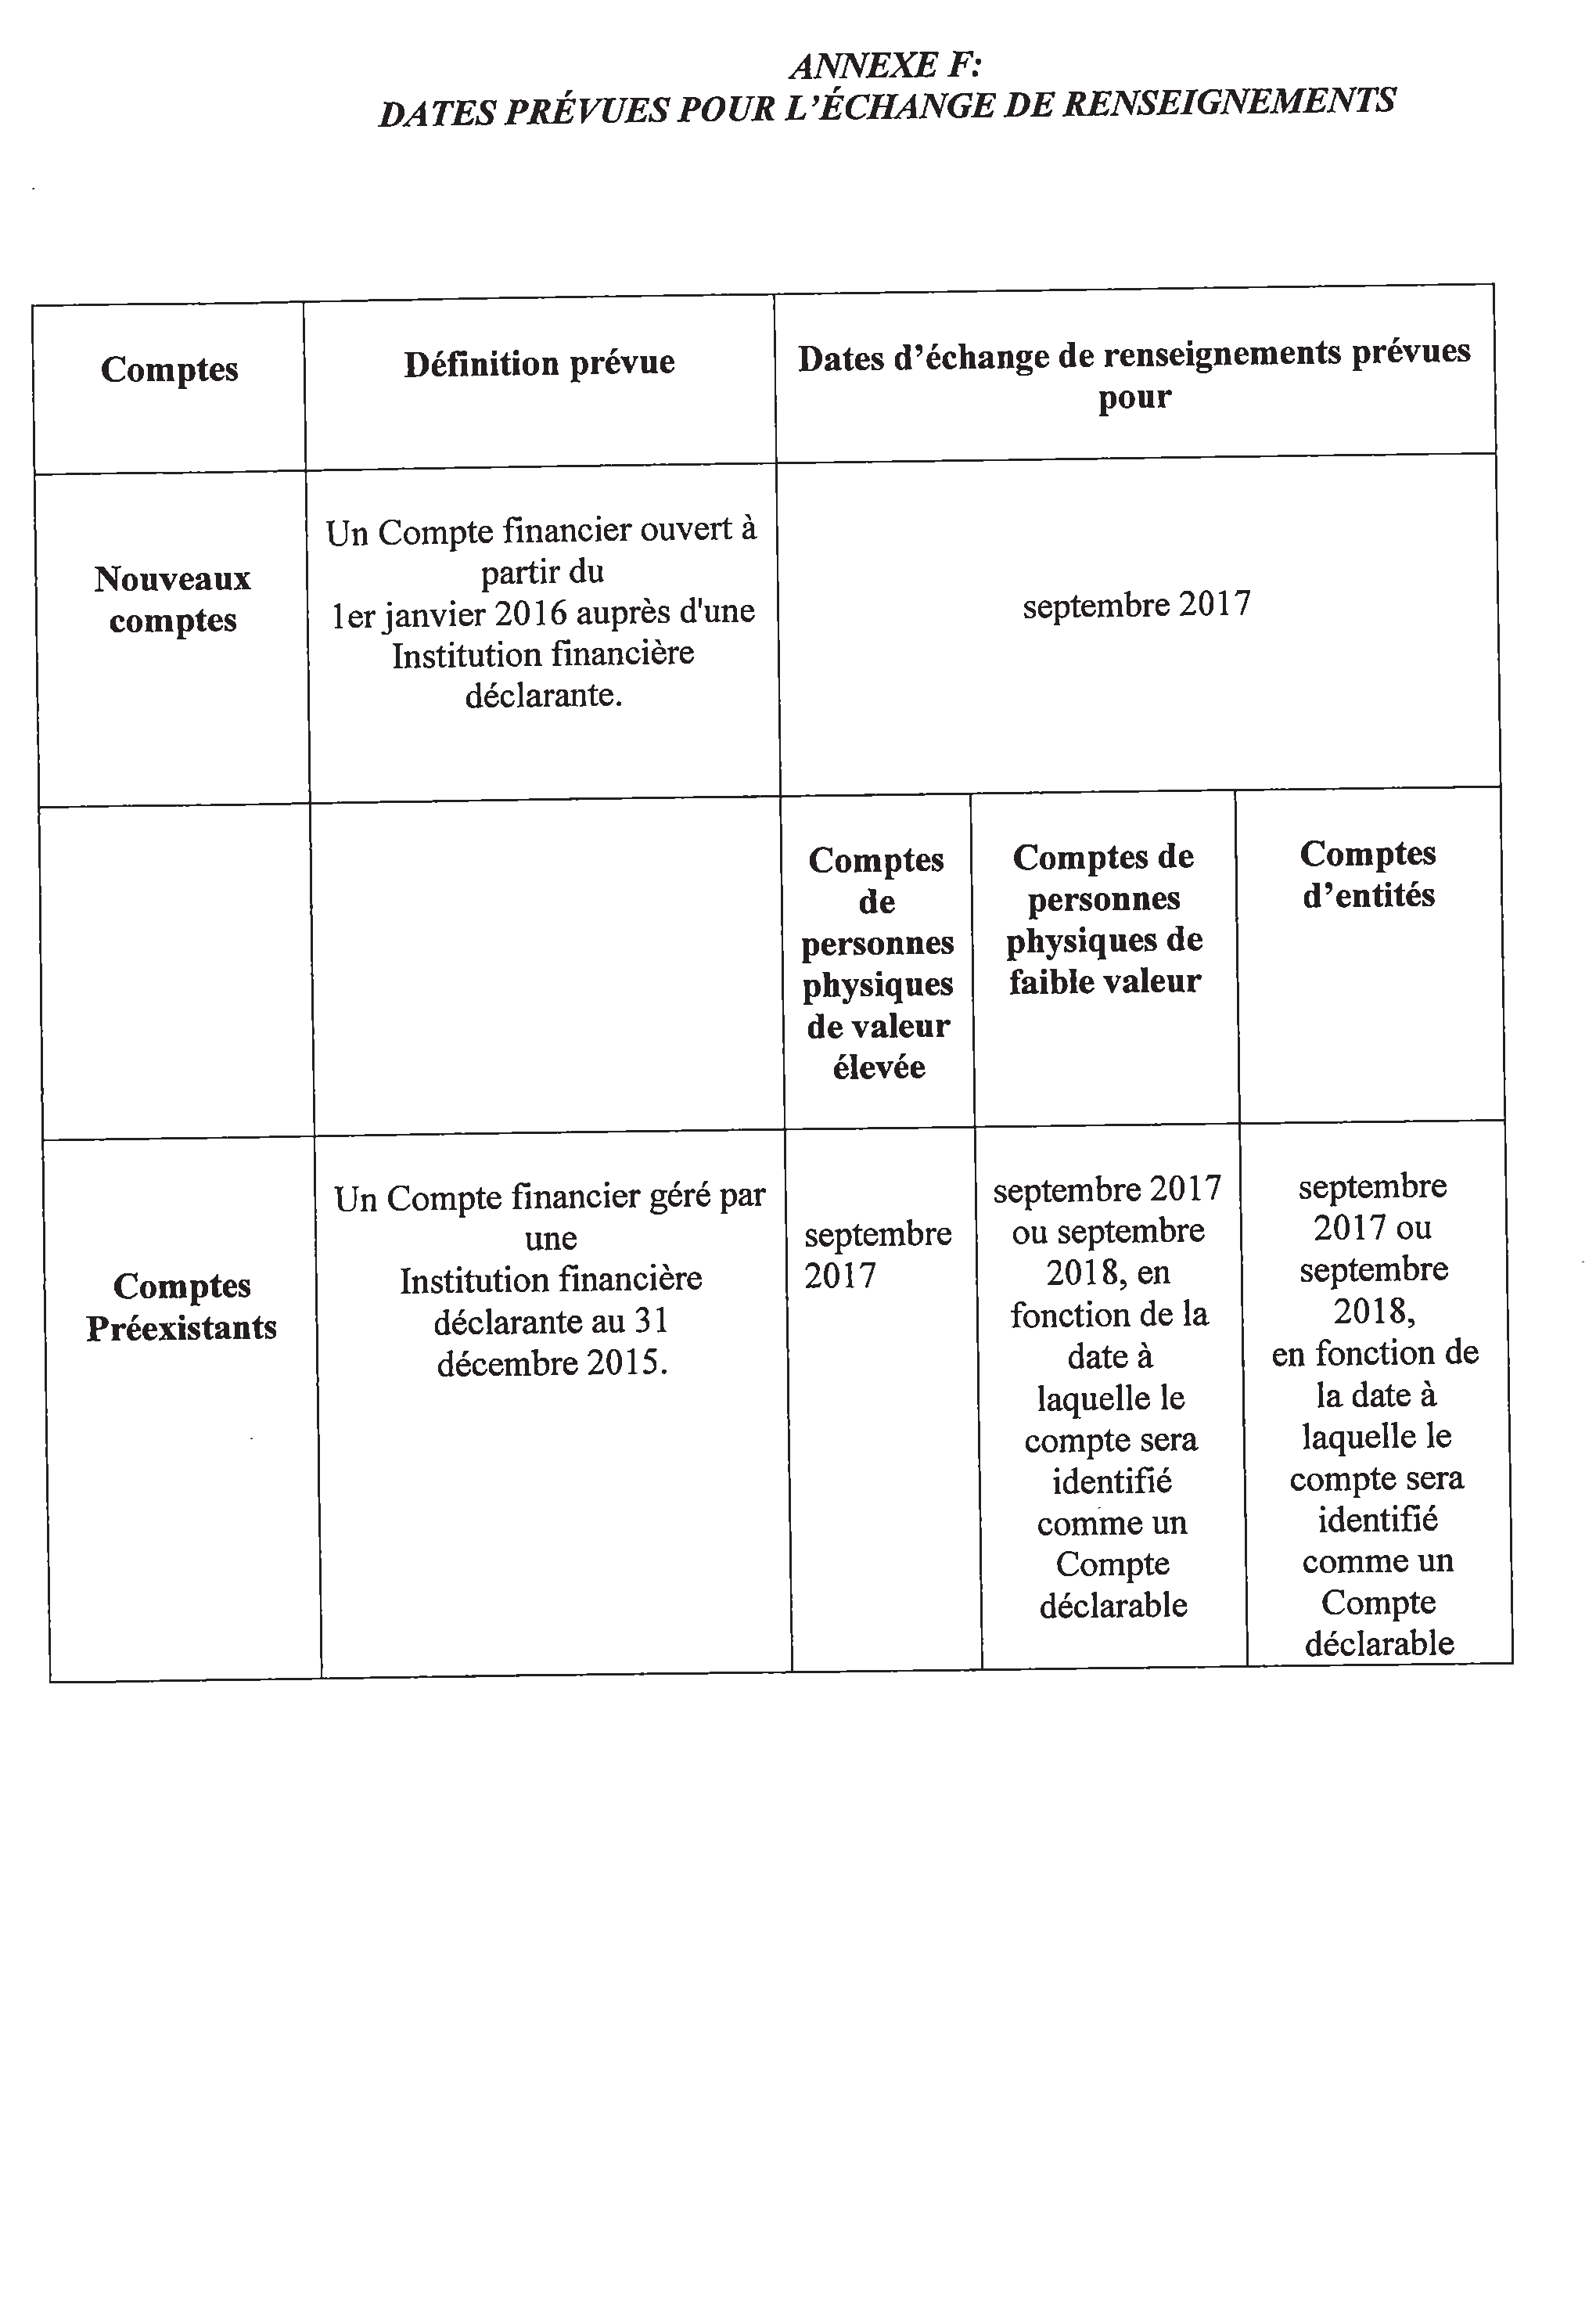 ANNEXE F:
DATES PRÉVUES POUR L'ÉCHANGE DE RENSEIGNEMENTS
Comptes
Définition prévue
Dates d'échange de renseignements prévues
pour
Nouveaux
comptes
Un Compte financier ouvert à
partir du
1er janvier 2016 auprès d'une
Institution financière
déclarante.
septembre 2017
Comptes
de
personnes
physiques
de valeur
élevée
Comptes de
personnes
physiques de
faible valeur
Comptes
d'entités
Comptes
Préexistants
Un Compte financier géré par
une
Institution financière
déclarante au 31
décembre 2015.
septembre
2017
septembre 2017
ou septembre
2018, en
fonction de la
date à
laquelle le
compte sera
identifié
comme un
Compte
déclarable
septembre
2017 ou
septembre
2018,
en fonction de
la date à
laquelle le
compte sera
identifié
comme un
Compte
déclarable